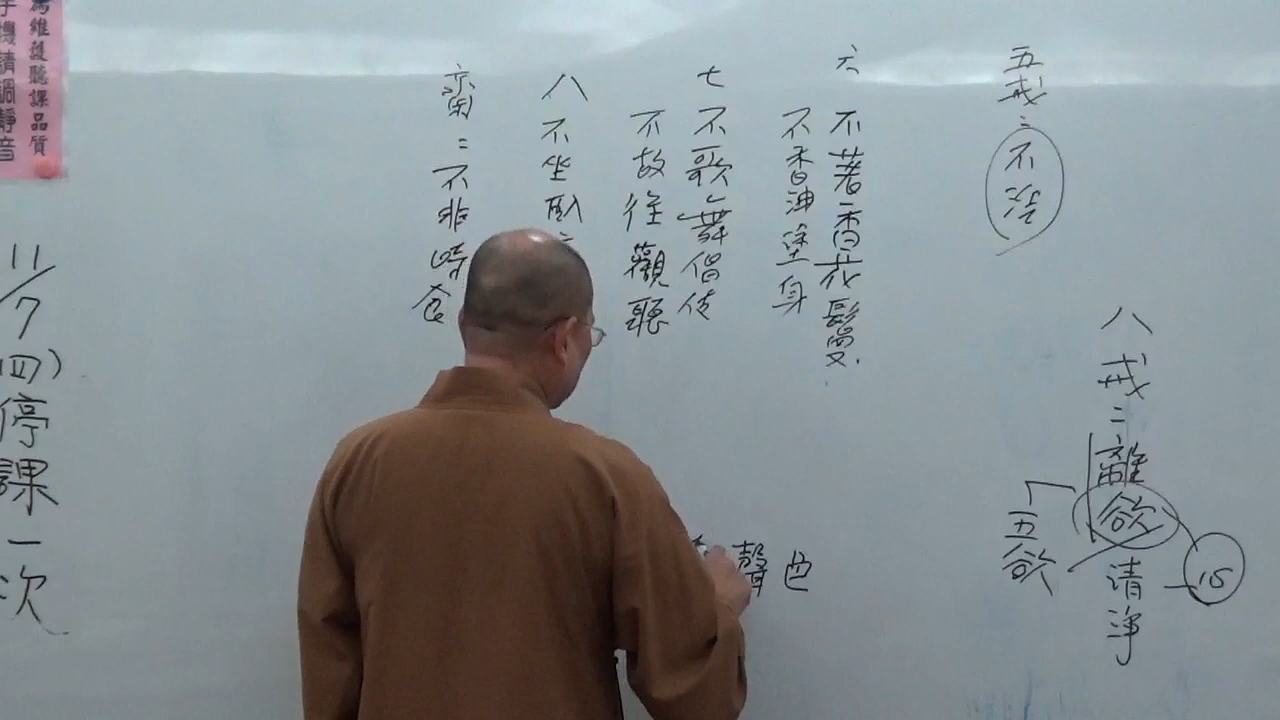 五戒:不
八戒:離欲清淨
五欲
15
六 不著香花鬘
不香油塗身
七 不歌舞倡伎
不故往觀聽
八 不坐臥
齋:不非時食
色
聲
11/7(四)停課一次
為維護聽課品質
手機請調靜音